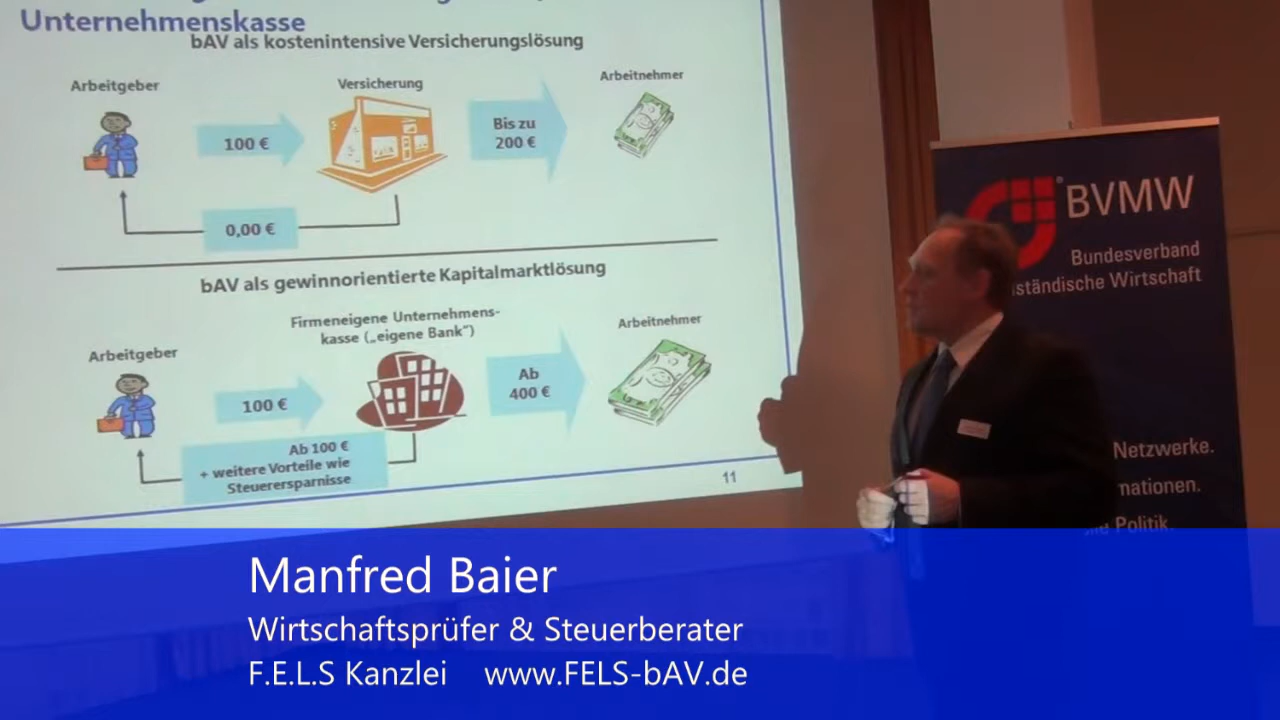 Unternehmenskasse
bAV als kostenintensive Versicherungslösung
Arbeitgeber
Versicherung
Arbeitnehmer
100 €
Bis zu
200 €
0,00 €
bAV als gewinnorientierte Kapitalmarktlösung
Firmeneigene Unternehmens-
kasse („eigene Bank“)
Arbeitgeber
Arbeitnehmer
100 €
Ab
400 €
Ab 100 €
+ weitere Vorteile wie
Steuerersparnisse
11
BVMW
Bundesverband
ständische Wirtschaft
Netzwerke.
mationen.
Politik.
Manfred Baier
Wirtschaftsprüfer & Steuerberater
F.E.L.S Kanzlei www.FELS-bAV.de